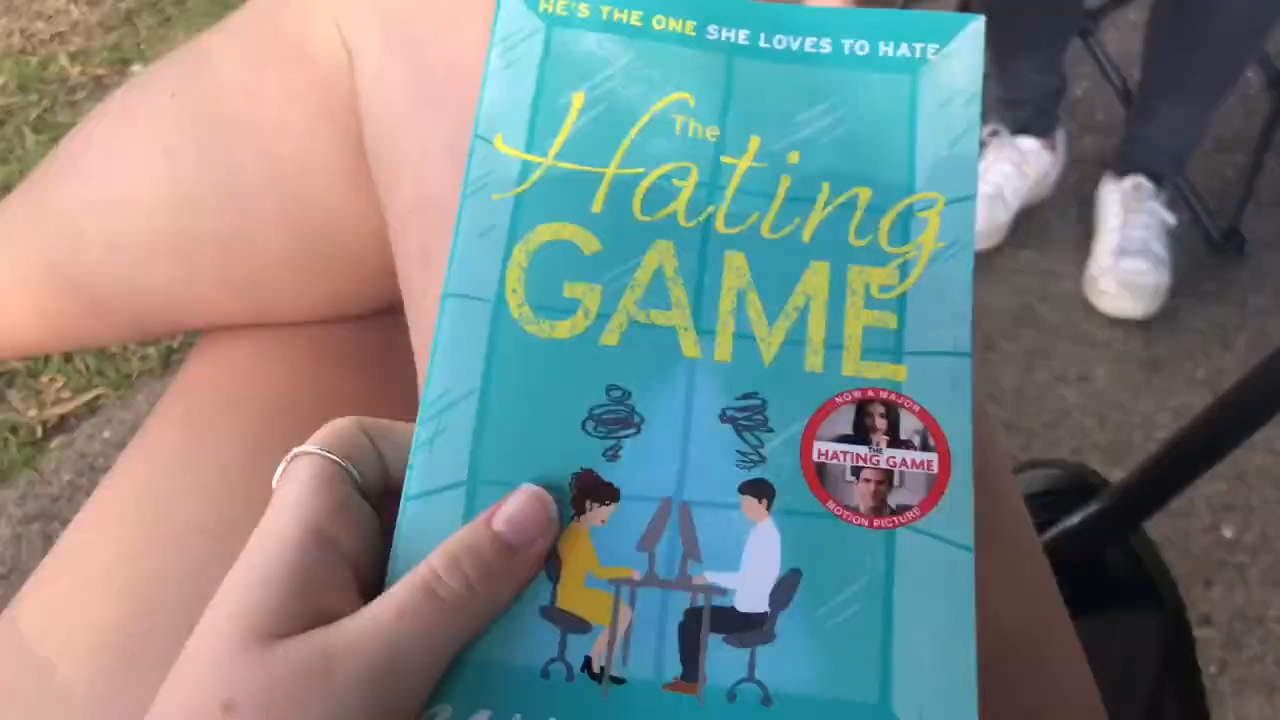 HE'S THE ONE SHE LOVES TO HATE
The
Hating
GAME
NOW A MAJOR
THE
HATING GAME
MOTION PICTURE